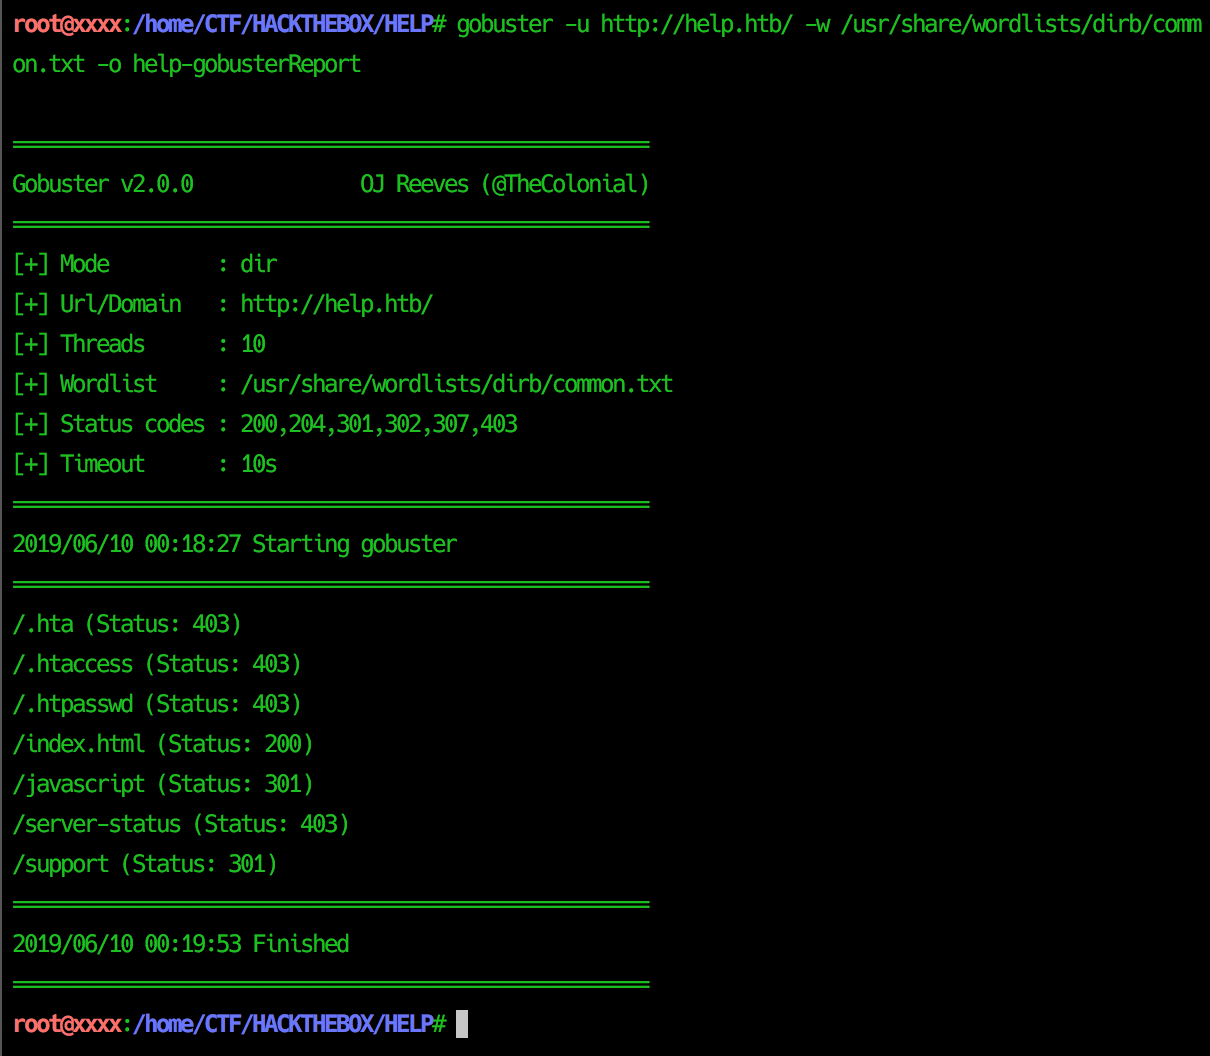 root@xxxx:/home/CTF/HACKTHEBOX/HELP# gobuster -u http://help.htb/ -w /usr/share/wordlists/dirb/comm
on.txt -o help-gobusterReport
=====================================================
Gobuster v2.0.0              OJ Reeves (@TheColonial)
=====================================================
[+] Mode         : dir
[+] Url/Domain   : http://help.htb/
[+] Threads      : 10
[+] Wordlist     : /usr/share/wordlists/dirb/common.txt
[+] Status codes : 200,204,301,302,307,403
[+] Timeout      : 10s
=====================================================
2019/06/10 00:18:27 Starting gobuster
=====================================================
/.hta (Status: 403)
/.htaccess (Status: 403)
/.htpasswd (Status: 403)
/index.html (Status: 200)
/javascript (Status: 301)
/server-status (Status: 403)
/support (Status: 301)
=====================================================
2019/06/10 00:19:53 Finished
=====================================================
root@xxxx:/home/CTF/HACKTHEBOX/HELP#